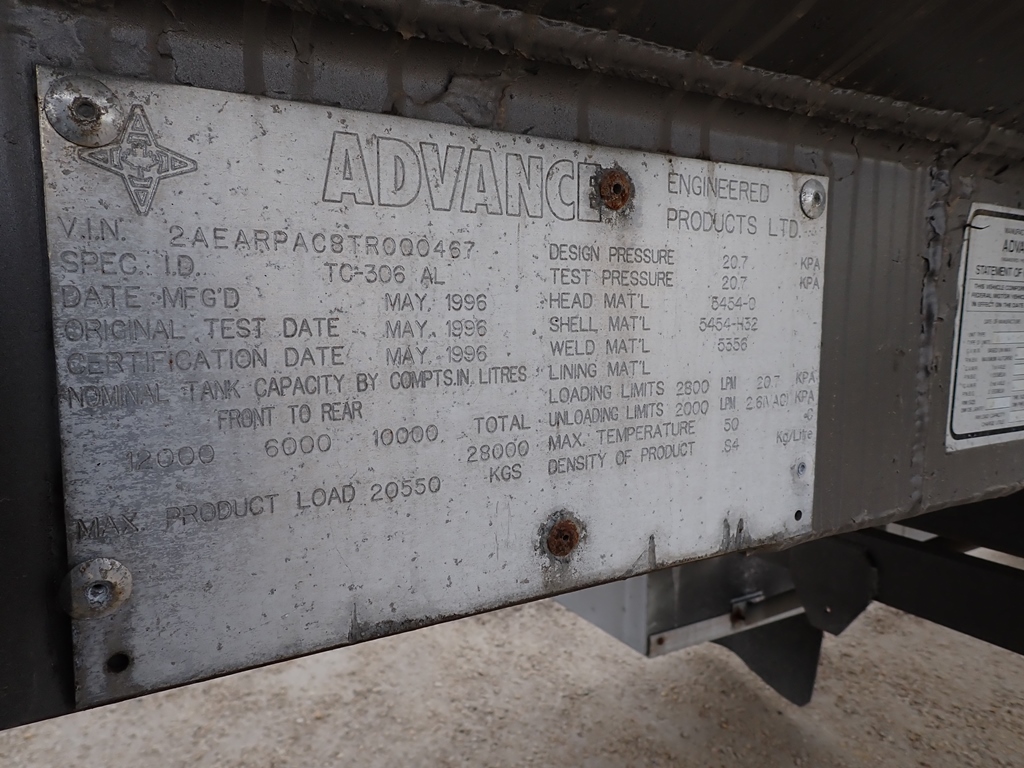 ADVANCE ENGINEERED
PRODUCTS LTD.
V.I.N. 2AEARPAC8TR000467
SPEC. I.D. TC-306 AL
DATE MFG'D MAY, 1996
ORIGINAL TEST DATE MAY, 1996
CERTIFICATION DATE MAY, 1996
NOMINAL TANK CAPACITY BY COMPTS. IN LITRES
FRONT TO REAR TOTAL
12000 6000 10000 28000
KGS
MAX. PRODUCT LOAD 20550
DESIGN PRESSURE 20.7 KPA
TEST PRESSURE 20.7 KPA
HEAD MAT'L 5454-0
SHELL MAT'L 5454-H32
WELD MAT'L 5556
LINING MAT'L
LOADING LIMITS 2800 LPM 20.7 KPA
UNLOADING LIMITS 2000 LPM KPA
MAX. TEMPERATURE 50
DENSITY OF PRODUCT .84 Kg/Litre
STATEMENT OF